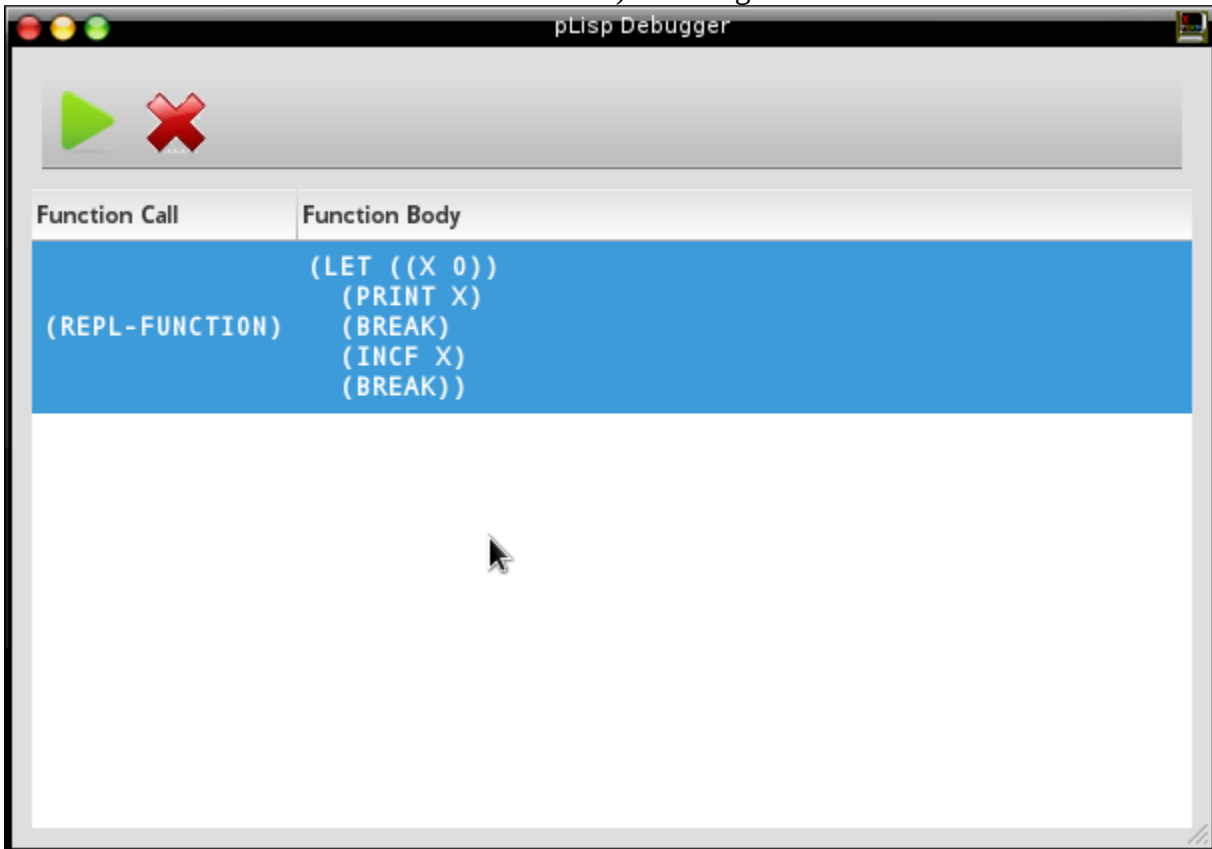 pLisp Debugger
Function Call Function Body
(LET ((X 0))
(PRINT X)
(REPL-FUNCTION) (BREAK)
(INCF X)
(BREAK))